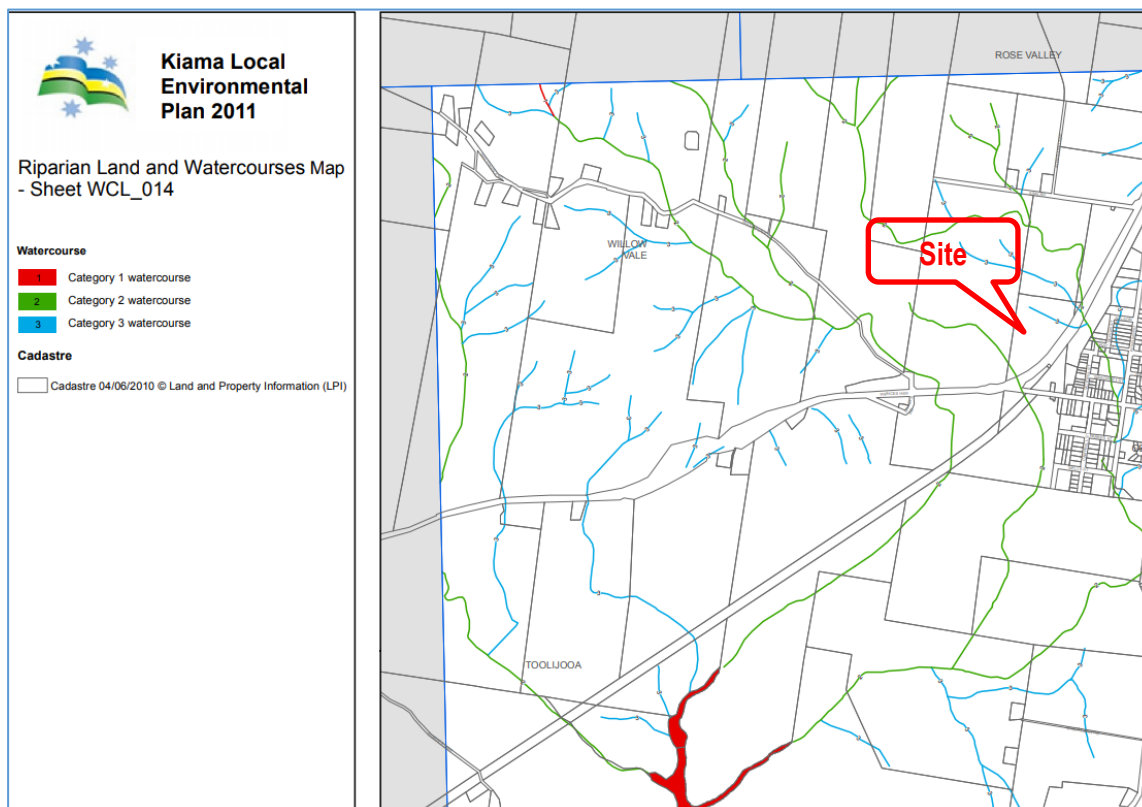 Kiama Local
Environmental
Plan 2011
Riparian Land and Watercourses Map
- Sheet WCL_014
Watercourse
1 Category 1 watercourse
2 Category 2 watercourse
3 Category 3 watercourse
Cadastre
Cadastre 04/06/2010 © Land and Property Information (LPI)
ROSE VALLEY
WILLOW
VALE
Site
TOOLIJOOA